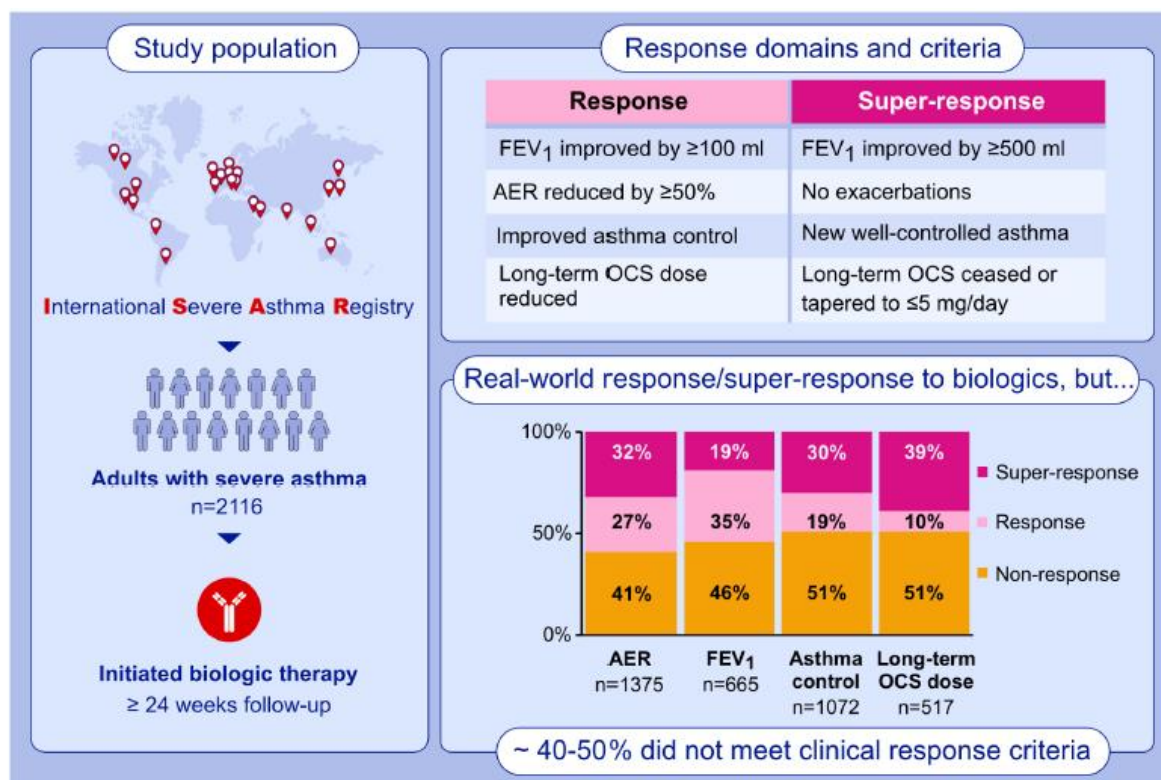 Study population
International Severe Asthma Registry
Adults with severe asthma
n=2116
Initiated biologic therapy
≥ 24 weeks follow-up
Response domains and criteria
Response Super-response
FEV1 improved by ≥100 ml FEV1 improved by ≥500 ml
AER reduced by ≥50% No exacerbations
Improved asthma control New well-controlled asthma
Long-term OCS dose Long-term OCS ceased or
reduced tapered to ≤5 mg/day
Real-world response/super-response to biologics, but...
100%
50%
0%
32% 19% 30% 39%
27% 35% 19% 10%
41% 46% 51% 51%
Super-response
Response
Non-response
AER FEV1 Asthma Long-term
n=1375 n=665 control OCS dose
n=1072 n=517
~ 40-50% did not meet clinical response criteria